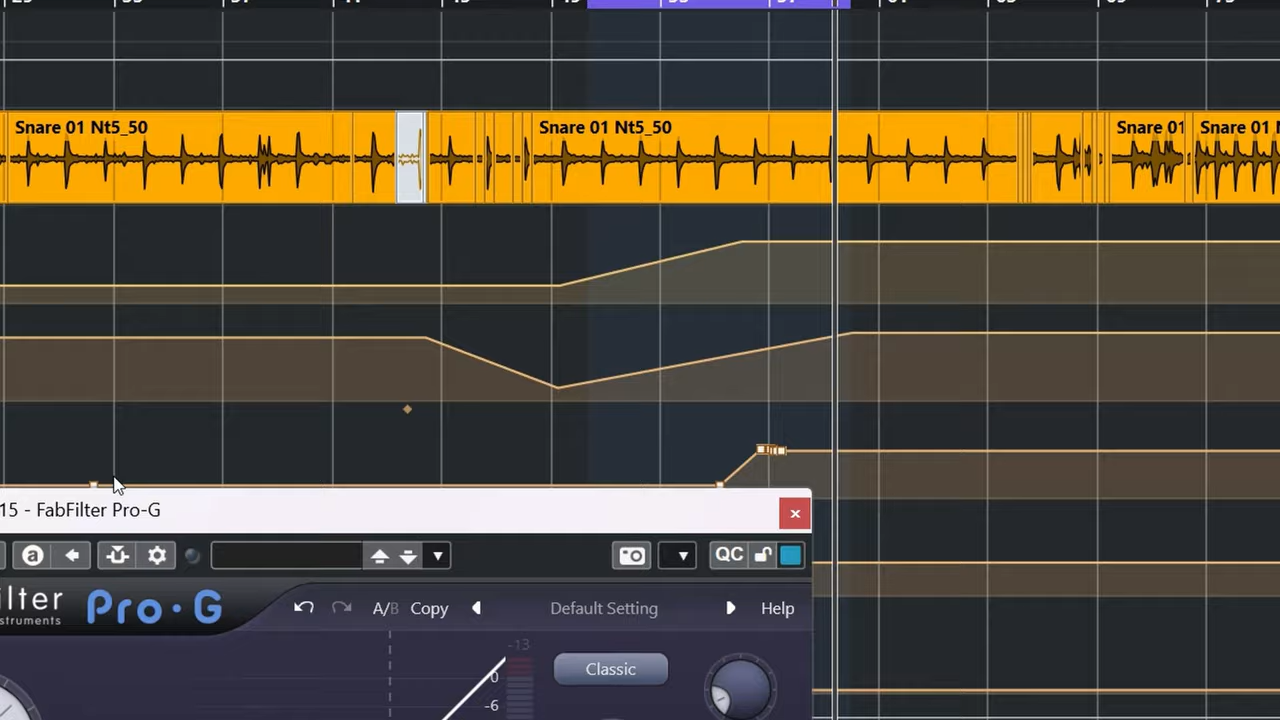 Snare 01 Nt5_50
Snare 01 Nt5_50
Snare 01
Snare 01
15 - FabFilter Pro-G
a
QC
ilter
Pro·G
struments
A/B
Copy
Default Setting
Help
-13
0
-6
Classic